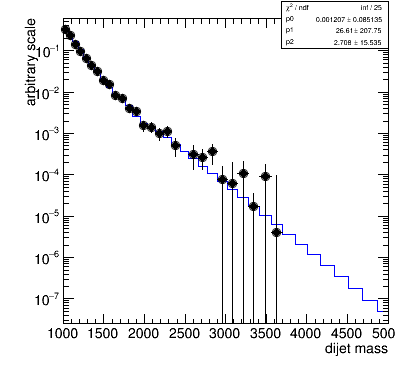 χ² / ndf inf / 25
p0 0.001207 ± 0.085135
p1 26.61 ± 207.75
p2 2.708 ± 15.535
arbitrary scale
10⁻¹
10⁻²
10⁻³
10⁻⁴
10⁻⁵
10⁻⁶
10⁻⁷
1000 1500 2000 2500 3000 3500 4000 4500 500
dijet mass